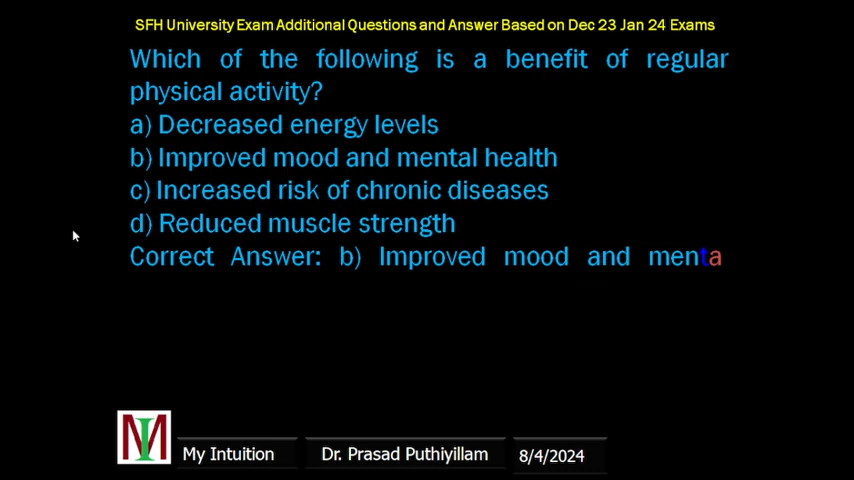 SFH University Exam Additional Questions and Answer Based on Dec 23 Jan 24 Exams
Which of the following is a benefit of regular
physical activity?
a) Decreased energy levels
b) Improved mood and mental health
c) Increased risk of chronic diseases
d) Reduced muscle strength
Correct Answer: b) Improved mood and menta
MI
My Intuition
Dr. Prasad Puthiyillam
8/4/2024